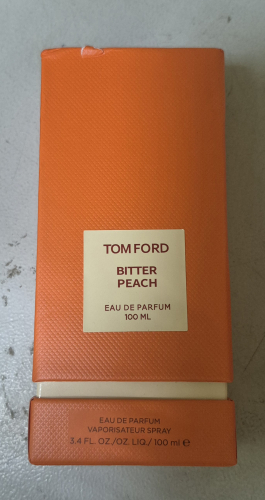 TOM FORD
BITTER
PEACH
EAU DE PARFUM
100 ML
EAU DE PARFUM
VAPORISATEUR SPRAY
3.4 FL. OZ./OZ. LIQ./ 100 ml ℮